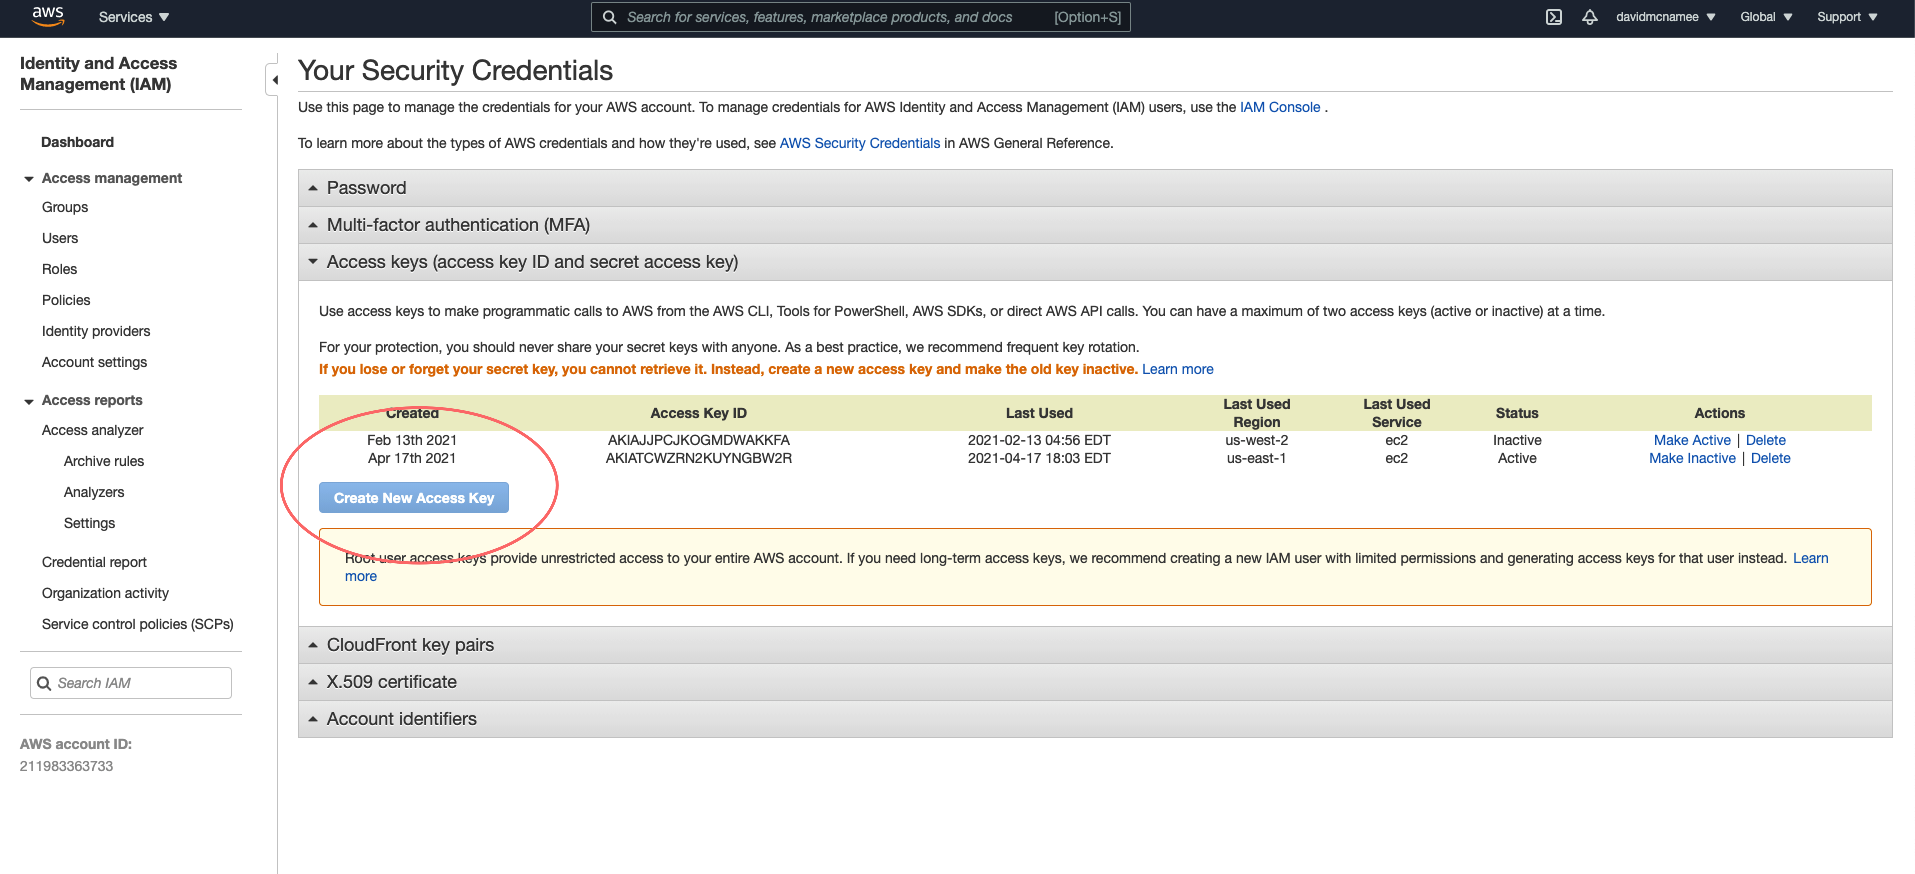 aws
Services
Search for services, features, marketplace products, and docs [Option+S]
davidmcnamee
Global
Support
Identity and Access
Management (IAM)
Dashboard
Access management
Groups
Users
Roles
Policies
Identity providers
Account settings
Access reports
Access analyzer
Archive rules
Analyzers
Settings
Credential report
Organization activity
Service control policies (SCPs)
Search IAM
AWS account ID:
211983363733
Your Security Credentials
Use this page to manage the credentials for your AWS account. To manage credentials for AWS Identity and Access Management (IAM) users, use the IAM Console .
To learn more about the types of AWS credentials and how they're used, see AWS Security Credentials in AWS General Reference.
Password
Multi-factor authentication (MFA)
Access keys (access key ID and secret access key)
Use access keys to make programmatic calls to AWS from the AWS CLI, Tools for PowerShell, AWS SDKs, or direct AWS API calls. You can have a maximum of two access keys (active or inactive) at a time.
For your protection, you should never share your secret keys with anyone. As a best practice, we recommend frequent key rotation.
If you lose or forget your secret key, you cannot retrieve it. Instead, create a new access key and make the old key inactive. Learn more
Created Access Key ID Last Used Last Used Region Last Used Service Status Actions
Feb 13th 2021 AKIAJJPCJKOGMDWAKKFA 2021-02-13 04:56 EDT us-west-2 ec2 Inactive Make Active | Delete
Apr 17th 2021 AKIATCWZRN2KUYNGBW2R 2021-04-17 18:03 EDT us-east-1 ec2 Active Make Inactive | Delete
Create New Access Key
Root user access keys provide unrestricted access to your entire AWS account. If you need long-term access keys, we recommend creating a new IAM user with limited permissions and generating access keys for that user instead. Learn
more
CloudFront key pairs
X.509 certificate
Account identifiers